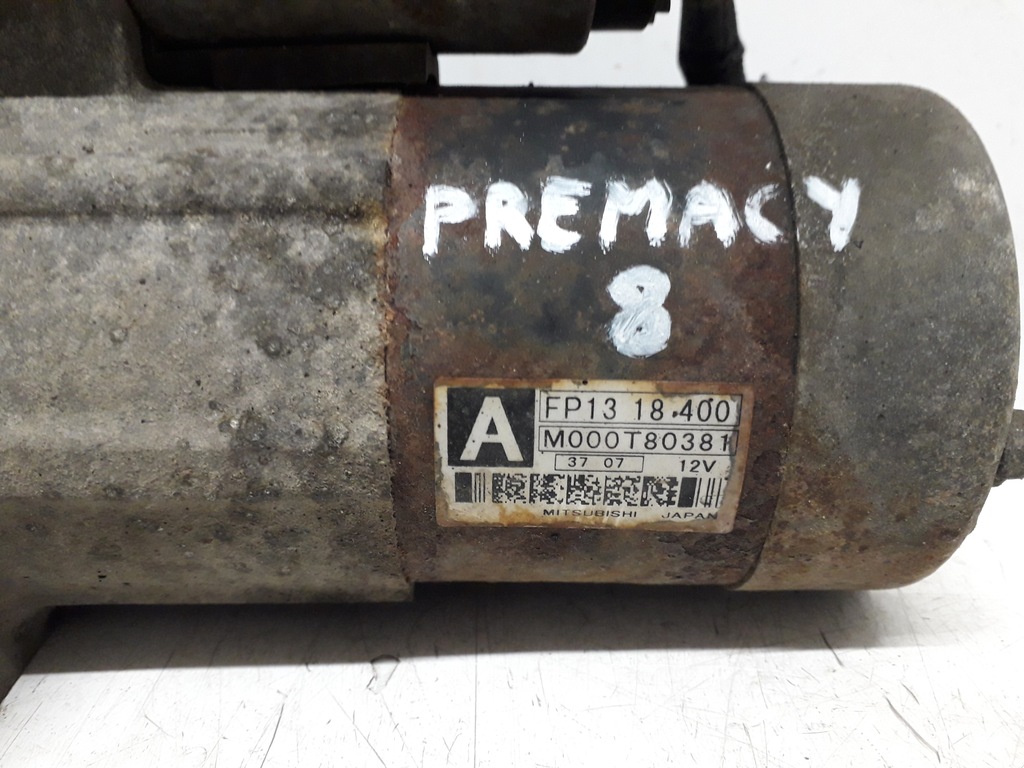 PREMACY
8
A
FP13 18.400
M000T80381
37 07 12V
MITSUBISHI JAPAN